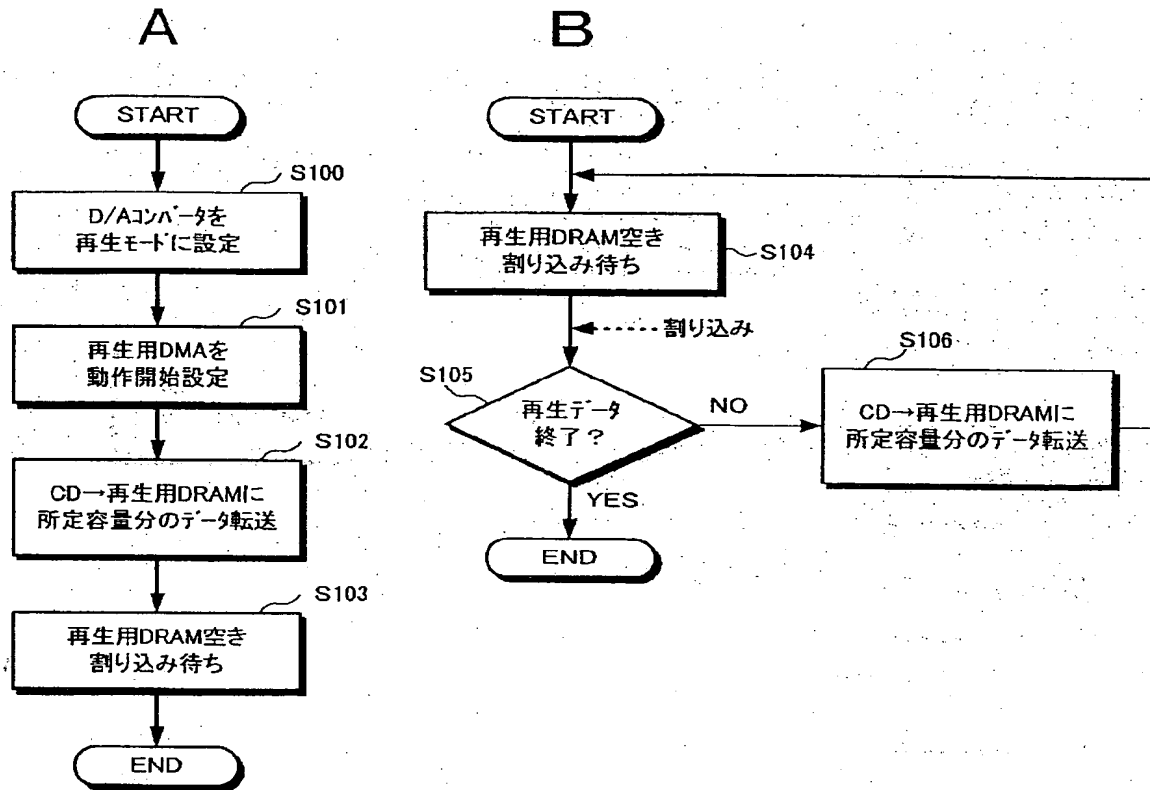 A
START
S100
D/Aコンバータを
再生モードに設定
S101
再生用DMAを
動作開始設定
S102
CD→再生用DRAMに
所定容量分のデータ転送
S103
再生用DRAM空き
割り込み待ち
END
B
START
再生用DRAM空き
割り込み待ち
S104
割り込み
S105
再生データ
終了？
NO
YES
S106
CD→再生用DRAMに
所定容量分のデータ転送
END